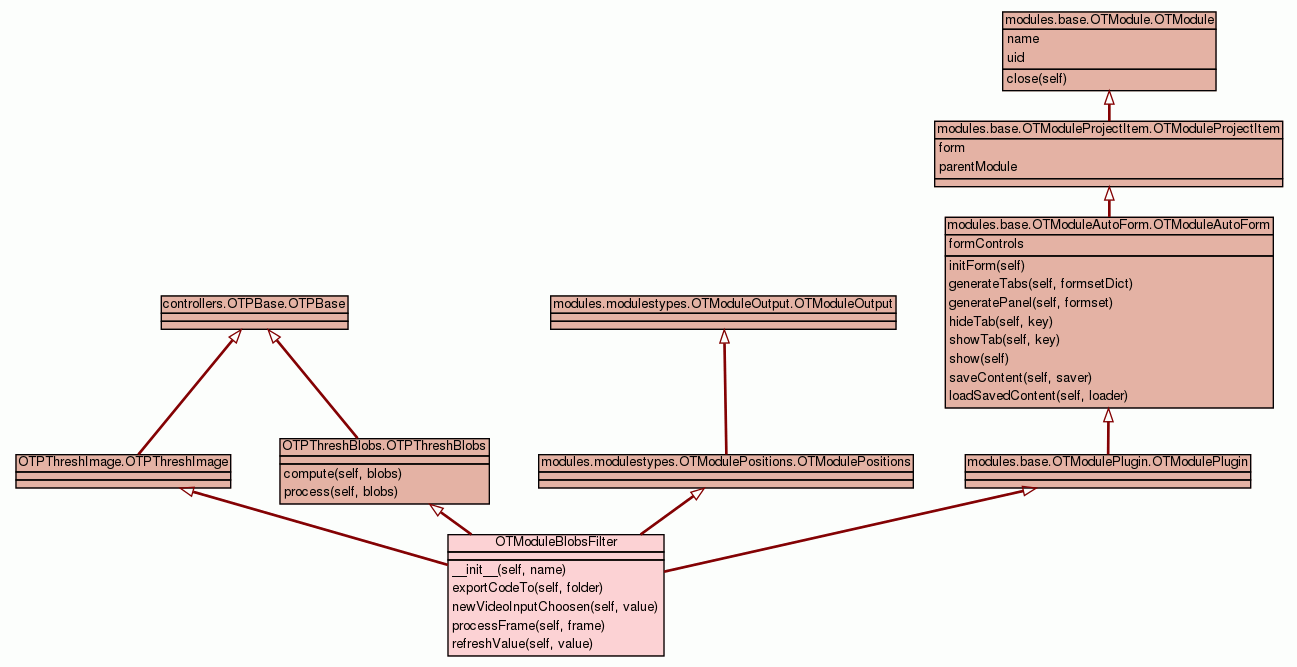 modules.base.OTModule.OTModule
name
uid
close(self)
modules.base.OTModuleProjectItem.OTModuleProjectItem
form
parentModule
modules.base.OTModuleAutoForm.OTModuleAutoForm
formControls
initForm(self)
generateTabs(self, formsetDict)
generatePanel(self, formset)
hideTab(self, key)
showTab(self, key)
show(self)
saveContent(self, saver)
loadSavedContent(self, loader)
controllers.OTPBase.OTPBase
modules.modulestypes.OTModuleOutput.OTModuleOutput
OTPThreshImage.OTPThreshImage
OTPThreshBlobs.OTPThreshBlobs
compute(self, blobs)
process(self, blobs)
modules.modulestypes.OTModulePositions.OTModulePositions
modules.base.OTModulePlugin.OTModulePlugin
OTModuleBlobsFilter
__init__(self, name)
exportCodeTo(self, folder)
newVideoInputChoosen(self, value)
processFrame(self, frame)
refreshValue(self, value)